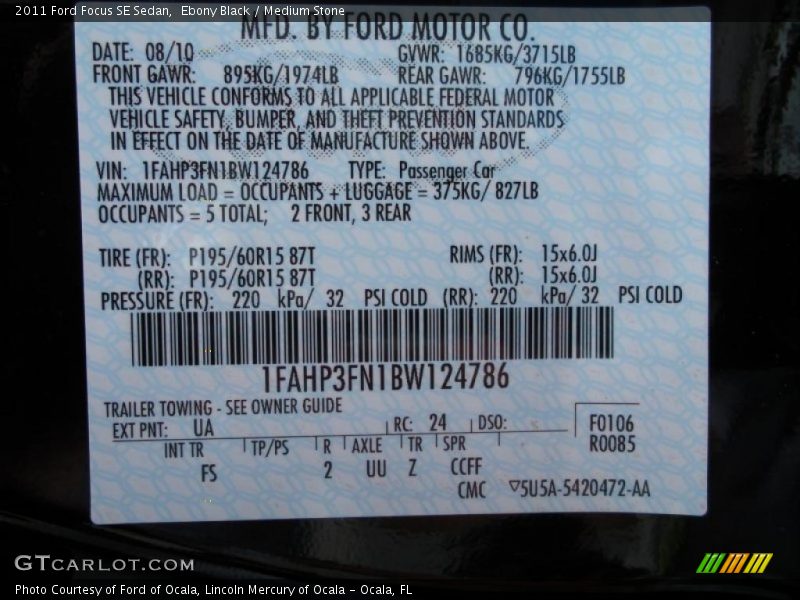 2011 Ford Focus SE Sedan,  Ebony Black / Medium Stone
MFD. BY FORD MOTOR CO.
DATE: 08/10 GVWR: 1685KG/3715LB
FRONT GAWR: 895KG/1974LB REAR GAWR: 796KG/1755LB
THIS VEHICLE CONFORMS TO ALL APPLICABLE FEDERAL MOTOR
VEHICLE SAFETY, BUMPER, AND THEFT PREVENTION STANDARDS
IN EFFECT ON THE DATE OF MANUFACTURE SHOWN ABOVE.
VIN: 1FAHP3FN1BW124786 TYPE: Passenger Car
MAXIMUM LOAD = OCCUPANTS + LUGGAGE = 375KG/ 827LB
OCCUPANTS = 5 TOTAL; 2 FRONT, 3 REAR
TIRE (FR): P195/60R15 87T RIMS (FR): 15x6.0J
(RR): P195/60R15 87T (RR): 15x6.0J
PRESSURE (FR): 220 kPa/ 32 PSI COLD (RR): 220 kPa/ 32 PSI COLD
1FAHP3FN1BW124786
TRAILER TOWING - SEE OWNER GUIDE
EXT PNT: UA RC: 24 DSO: F0106
INT TR TP/PS R AXLE TR SPR R0085
FS 2 UU Z CCFF
CMC ▽5U5A-5420472-AA
GTCARLOT.COM
Photo Courtesy of Ford of Ocala, Lincoln Mercury of Ocala – Ocala, FL